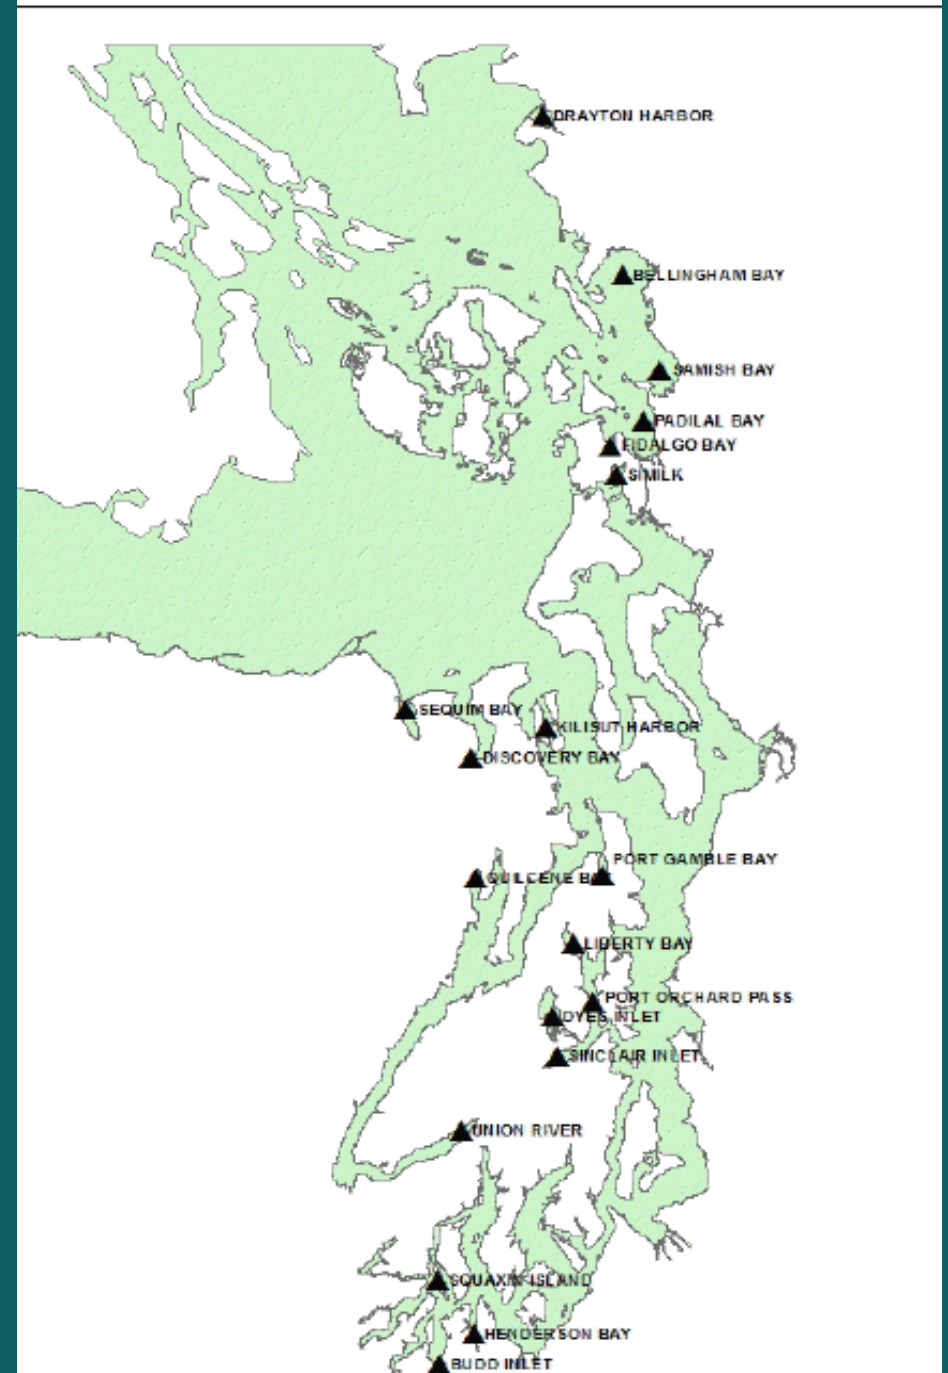 DRAYTON HARBOR
BELLINGHAM BAY
SAMISH BAY
PADILAL BAY
FIDALGO BAY
SIMILK
SEQUIM BAY
KILISUT HARBOR
DISCOVERY BAY
PORT GAMBLE BAY
QUILCENE BAY
LIBERTY BAY
PORT ORCHARD PASS
DYES INLET
SINCLAIR INLET
UNION RIVER
SQUAXIN ISLAND
HENDERSON BAY
BUDD INLET